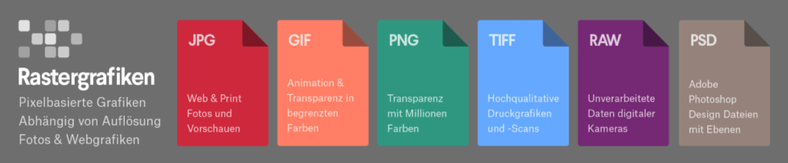 Rastergrafiken
Pixelbasierte Grafiken
Abhängig von Auflösung
Fotos & Webgrafiken
JPG
Web & Print
Fotos und
Vorschauen
GIF
Animation &
Transparenz in
begrenzten
Farben
PNG
Transparenz
mit Millionen
Farben
TIFF
Hochqualitative
Druckgrafiken
und -Scans
RAW
Unverarbeitete
Daten digitaler
Kameras
PSD
Adobe
Photoshop
Design Dateien
mit Ebenen